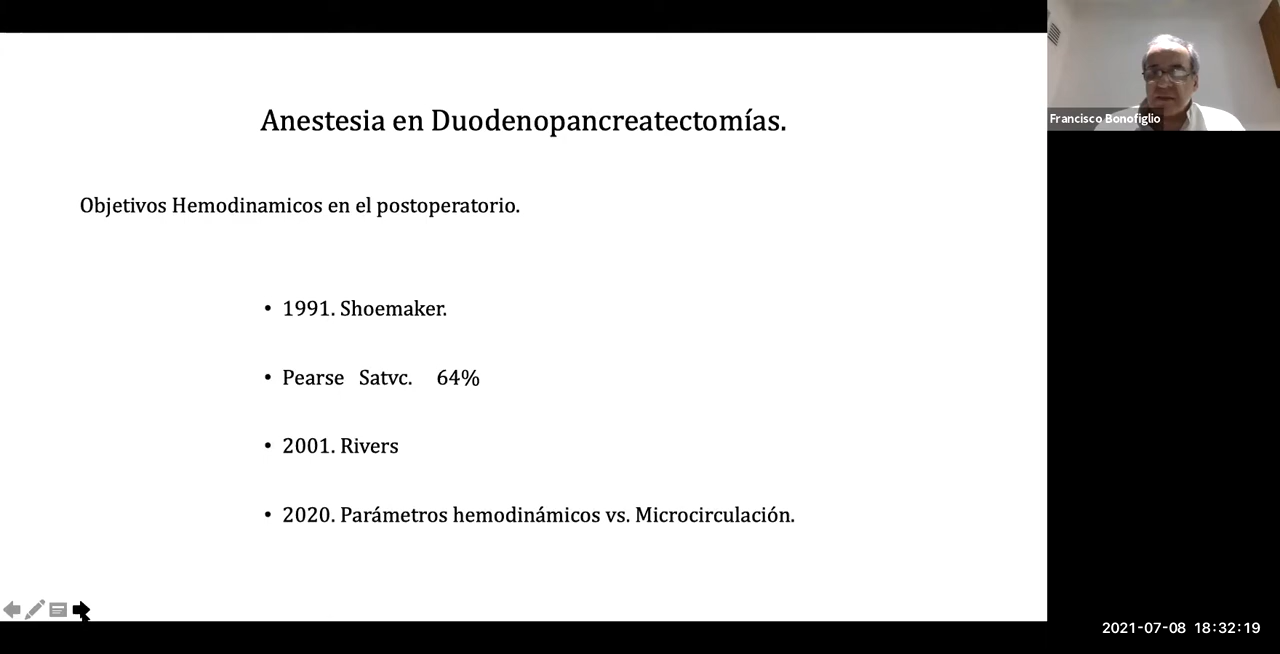 Anestesia en Duodenopancreatectomías.
Francisco Bonofiglio
Objetivos Hemodinamicos en el postoperatorio.
• 1991. Shoemaker.
• Pearse Satvc. 64%
• 2001. Rivers
• 2020. Parámetros hemodinámicos vs. Microcirculación.
2021-07-08 18:32:19